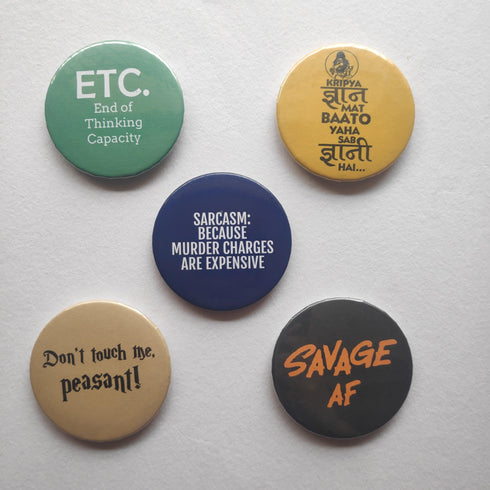 ETC.
End of
Thinking
Capacity
KRIPYA
ज्ञान
MAT
BAATO
YAHA
SAB
ज्ञानी
HAI...
SARCASM:
BECAUSE
MURDER CHARGES
ARE EXPENSIVE
Don't touch me,
peasant!
SAVAGE
AF